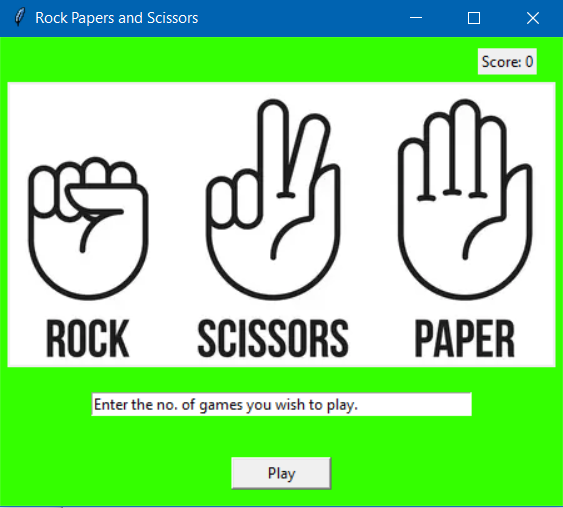 Rock Papers and Scissors
Score: 0
ROCK SCISSORS PAPER
Enter the no. of games you wish to play.
Play